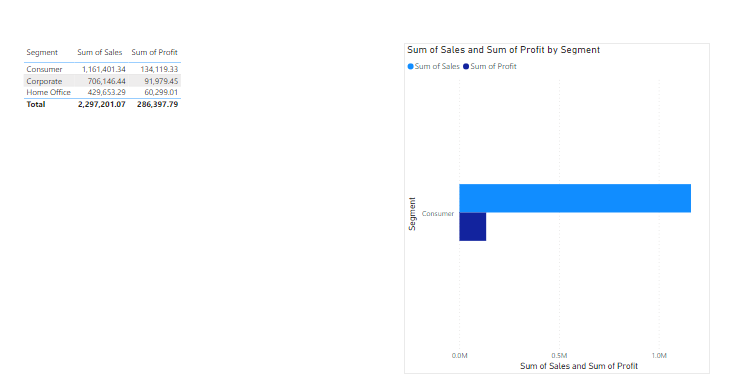 Segment Sum of Sales Sum of Profit
Consumer 1,161,401.34 134,119.33
Corporate 706,146.44 91,979.45
Home Office 429,653.29 60,299.01
Total 2,297,201.07 286,397.79
Sum of Sales and Sum of Profit by Segment
Sum of Sales Sum of Profit
Segment
Consumer
0.0M 0.5M 1.0M
Sum of Sales and Sum of Profit